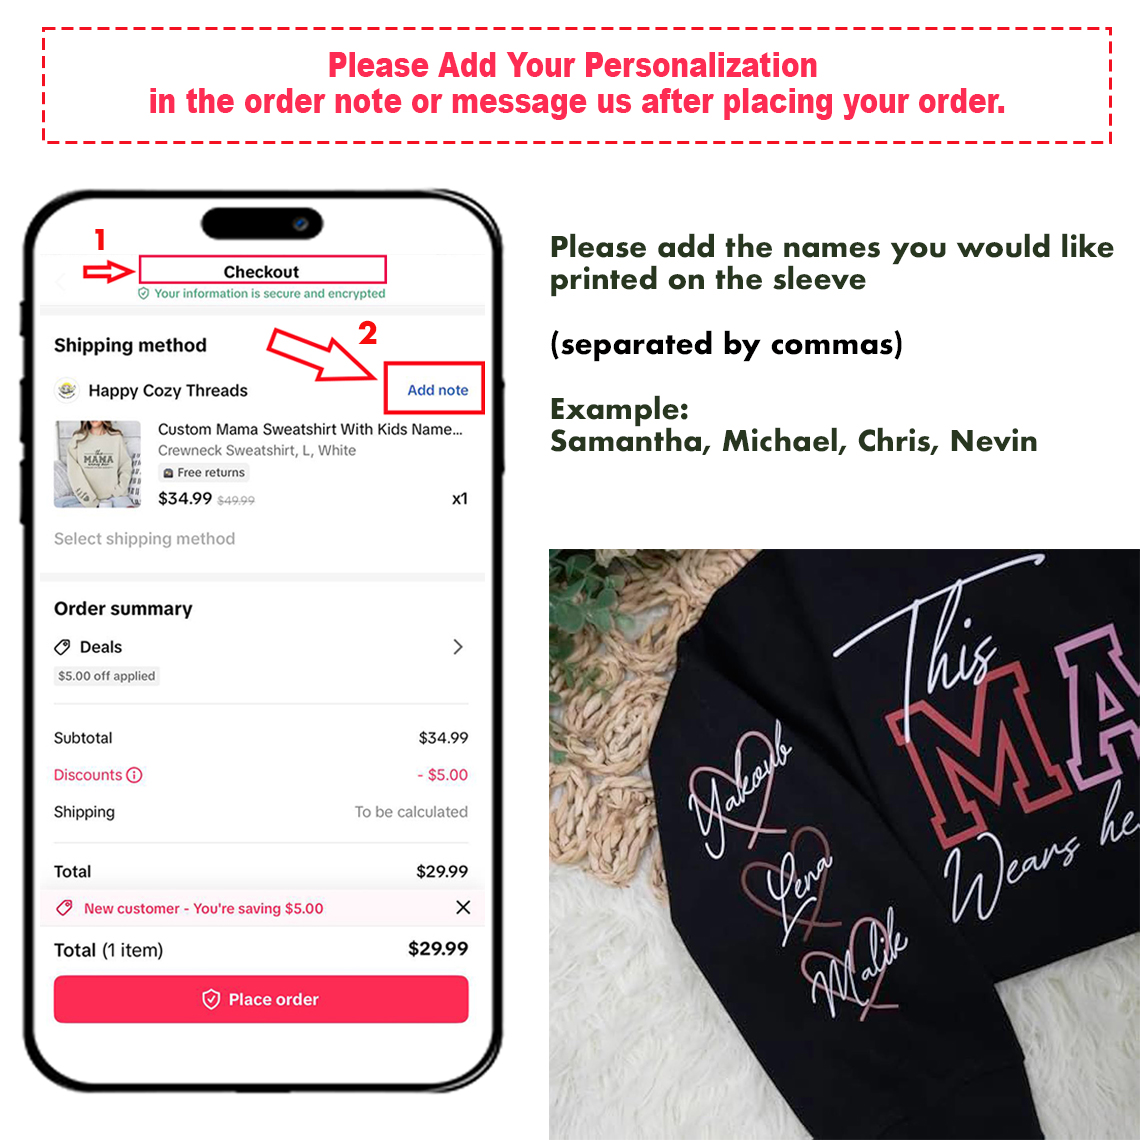 Please Add Your Personalization
in the order note or message us after placing your order.
1
Checkout
Your information is secure and encrypted
2
Shipping method
Happy Cozy Threads
Add note
Custom Mama Sweatshirt With Kids Name...
Crewneck Sweatshirt, L, White
Free returns
$34.99 $49.99
x1
MAMA
Select shipping method
Order summary
Deals
$5.00 off applied
Subtotal
$34.99
Discounts
- $5.00
Shipping
To be calculated
Total
$29.99
New customer - You're saving $5.00
Total (1 item)
$29.99
Place order
Please add the names you would like
printed on the sleeve
(separated by commas)
Example:
Samantha, Michael, Chris, Nevin
This
MA
Wears he
Yakoub
Lena
Malik